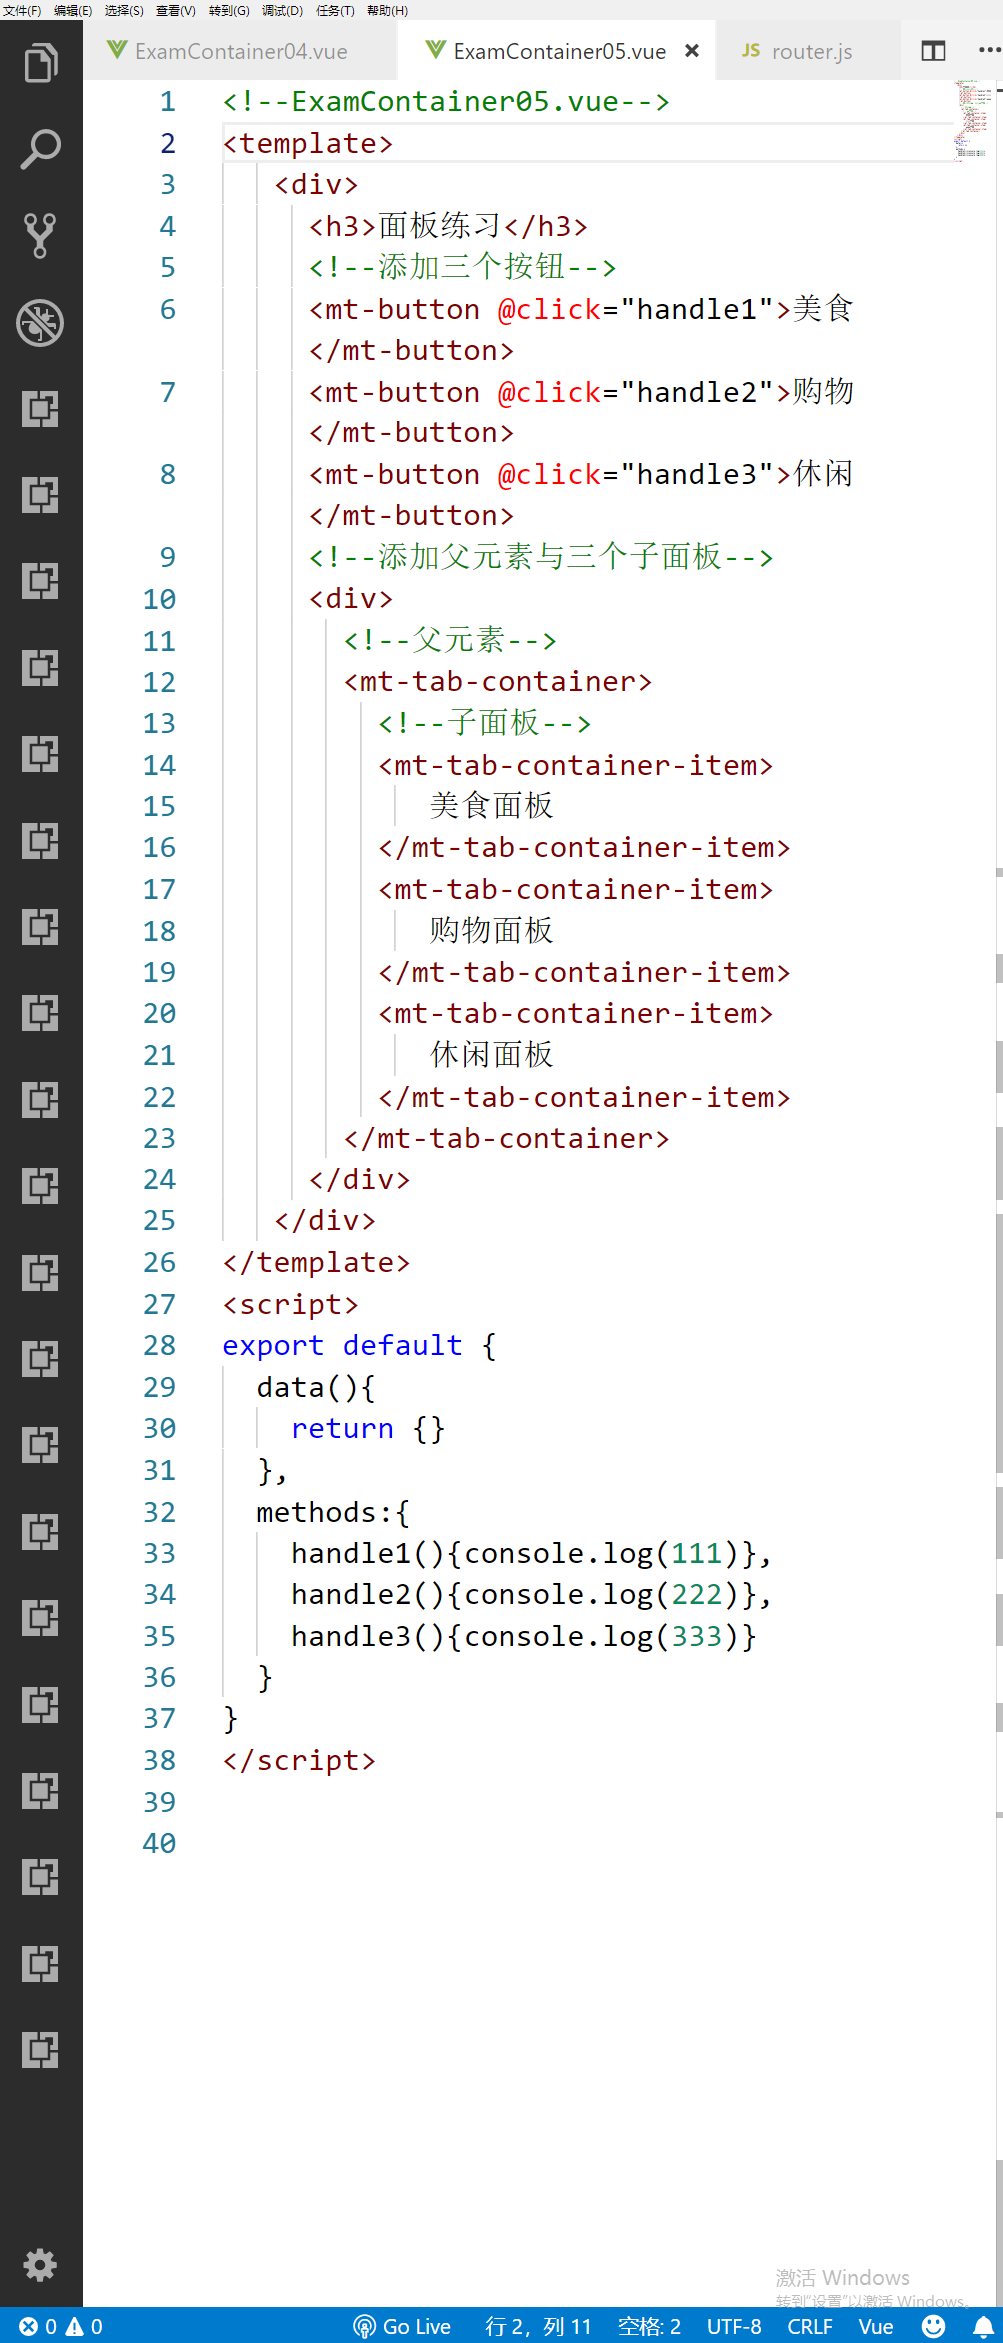 文件(F) 编辑(E) 选择(S) 查看(V) 转到(G) 调试(D) 任务(T) 帮助(H)
ExamContainer04.vue ExamContainer05.vue × JS router.js
1 <!--ExamContainer05.vue-->
2 <template>
3 <div>
4 <h3>面板练习</h3>
5 <!--添加三个按钮-->
6 <mt-button @click="handle1">美食
</mt-button>
7 <mt-button @click="handle2">购物
</mt-button>
8 <mt-button @click="handle3">休闲
</mt-button>
9 <!--添加父元素与三个子面板-->
10 <div>
11 <!--父元素-->
12 <mt-tab-container>
13 <!--子面板-->
14 <mt-tab-container-item>
15 美食面板
16 </mt-tab-container-item>
17 <mt-tab-container-item>
18 购物面板
19 </mt-tab-container-item>
20 <mt-tab-container-item>
21 休闲面板
22 </mt-tab-container-item>
23 </mt-tab-container>
24 </div>
25 </div>
26 </template>
27 <script>
28 export default {
29 data(){
30 return {}
31 },
32 methods:{
33 handle1(){console.log(111)},
34 handle2(){console.log(222)},
35 handle3(){console.log(333)}
36 }
37 }
38 </script>
39
40
激活 Windows
转到"设置"以激活 Windows。
0 0 Go Live 行 2，列 11 空格: 2 UTF-8 CRLF Vue